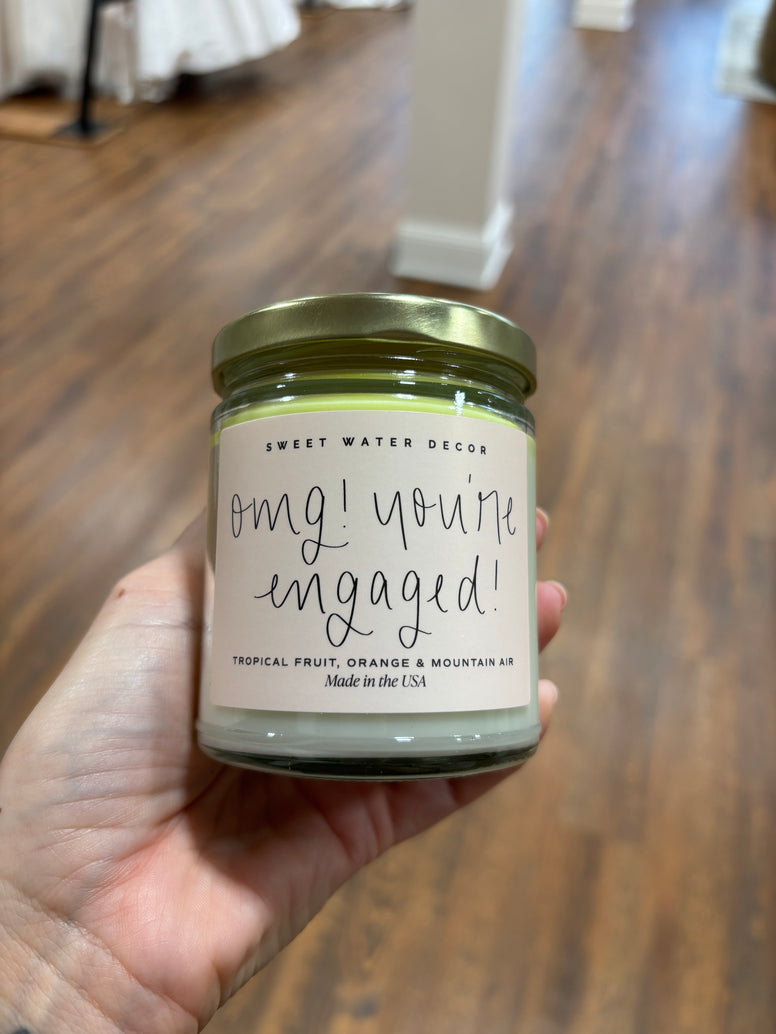 SWEET WATER DECOR
omg! you're
engaged!
TROPICAL FRUIT, ORANGE & MOUNTAIN AIR
Made in the USA